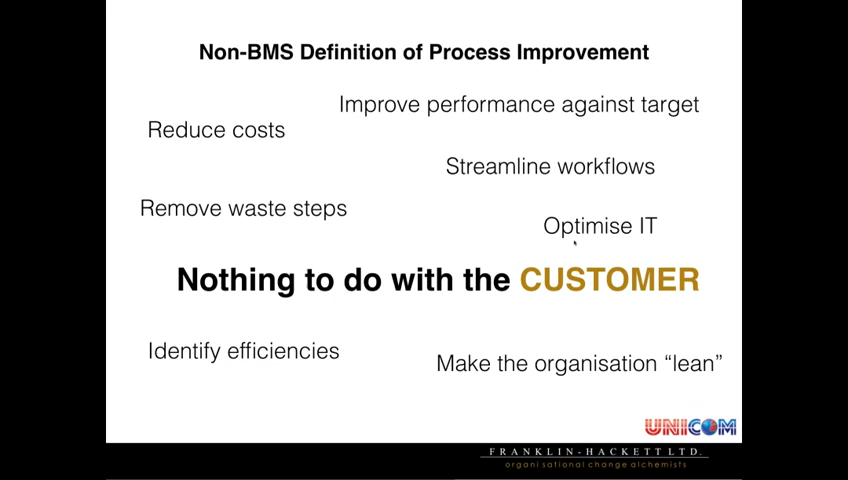 Non-BMS Definition of Process Improvement
Improve performance against target
Reduce costs
Streamline workflows
Remove waste steps
Optimise IT
Nothing to do with the CUSTOMER
Identify efficiencies
Make the organisation “lean”
UNICOM
FRANKLIN-HACKETT LTD.
organisational change alchemists